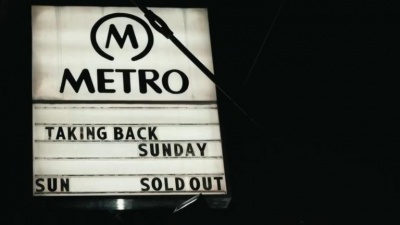 M
METRO
TAKING BACK
SUNDAY
SUN SOLD OUT